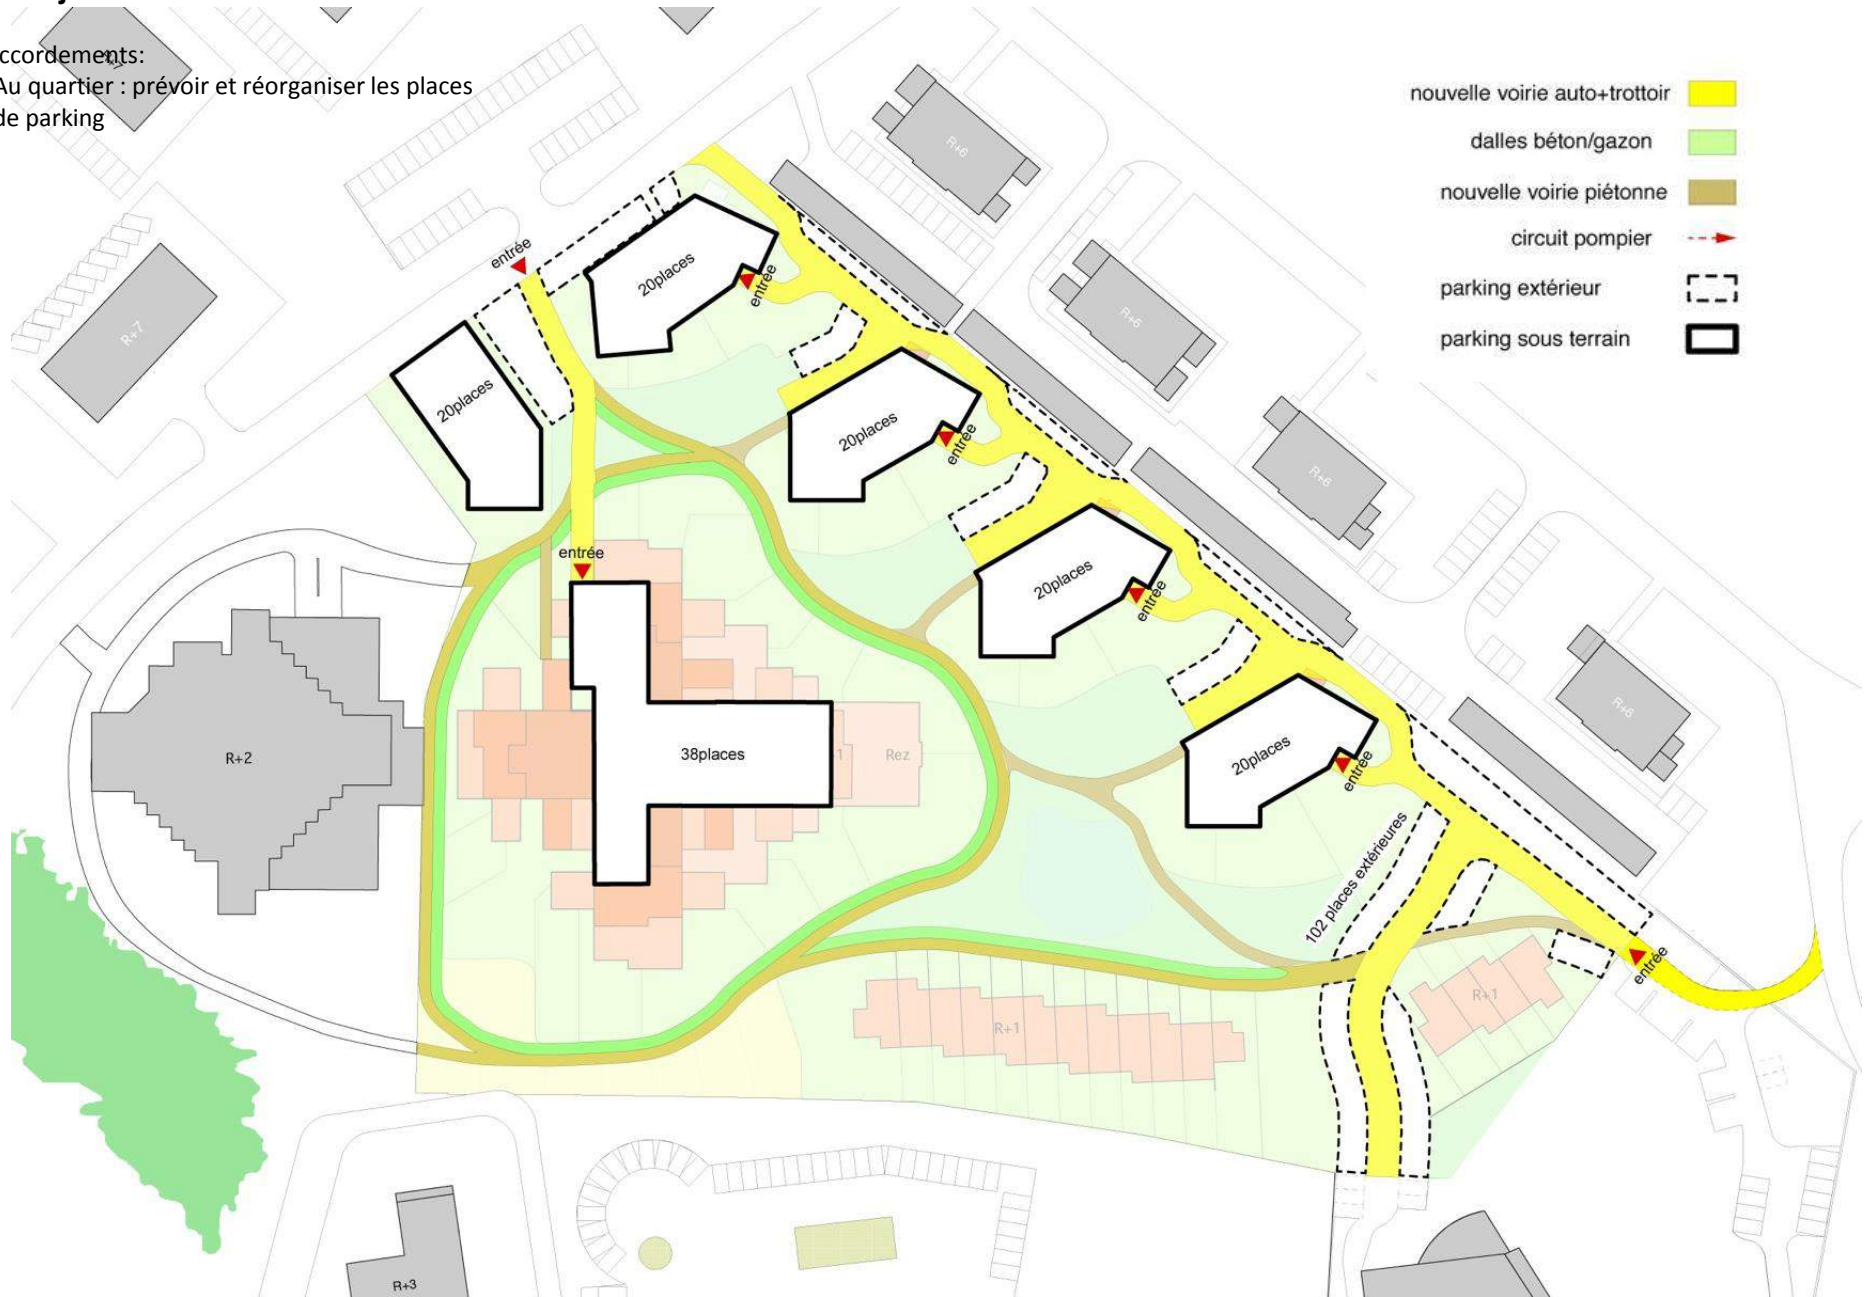 ccordements:
Au quartier : prévoir et réorganiser les places
de parking
nouvelle voirie auto+trottoir
dalles béton/gazon
nouvelle voirie piétonne
circuit pompier
parking extérieur
parking sous terrain
R+6
entrée
20places
entrée
R+7
R+6
20places
20places
entrée
R+6
entrée
20places
entrée
R+6
R+2
38places
Rez
20places
entrée
102 places extérieures
entrée
R+1
R+1
R+3